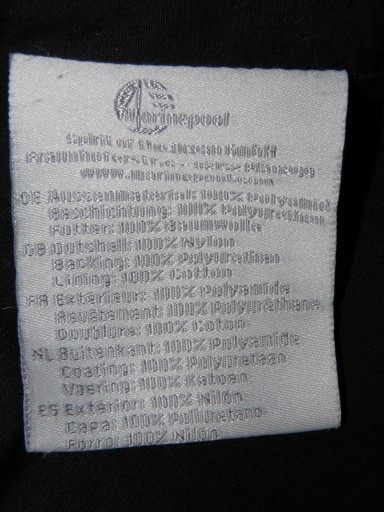 Marinepool
DE Aussenmaterial: 100% Polyamid
Beschichtung: 100% Polyurethan
Futter: 100% Baumwolle
GB Outshell: 100% Nylon
Backing: 100% Polyurethan
Lining: 100% Cotton
FR Exterieur: 100% Polyamide
Revetement: 100% Polyurethane
Doublure: 100% Coton
NL Buitenkant: 100% Polyamide
Coating: 100% Polyuretaan
Voering: 100% Katoen
ES Exterior: 100% Nilón
Capa: 100% Poliuretano
Forro: 100% Nilón